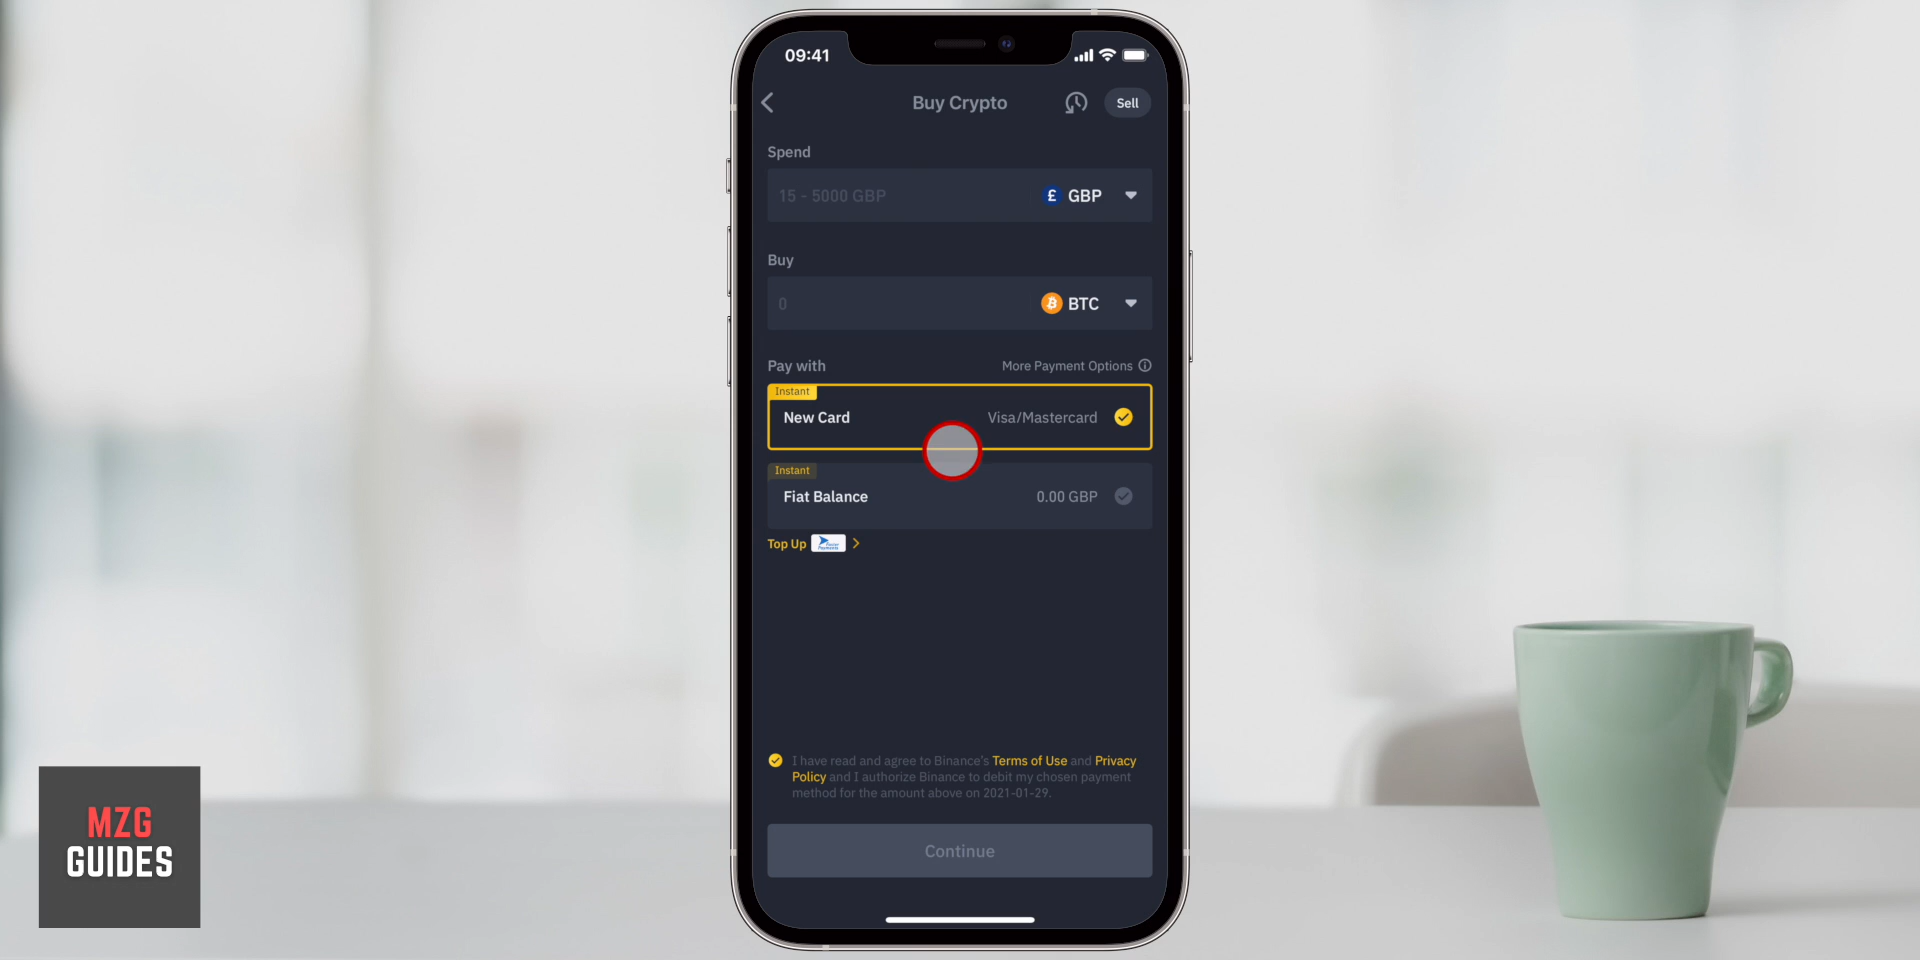 09:41
Buy Crypto
Sell
Spend
15 - 5000 GBP
£ GBP
Buy
0
BTC
Pay with
More Payment Options
Instant
New Card
Visa/Mastercard
Instant
Fiat Balance
0.00 GBP
Top Up
I have read and agree to Binance's Terms of Use and Privacy
Policy and I authorize Binance to debit my chosen payment
method for the amount above on 2021-01-29.
Continue
MZG
GUIDES